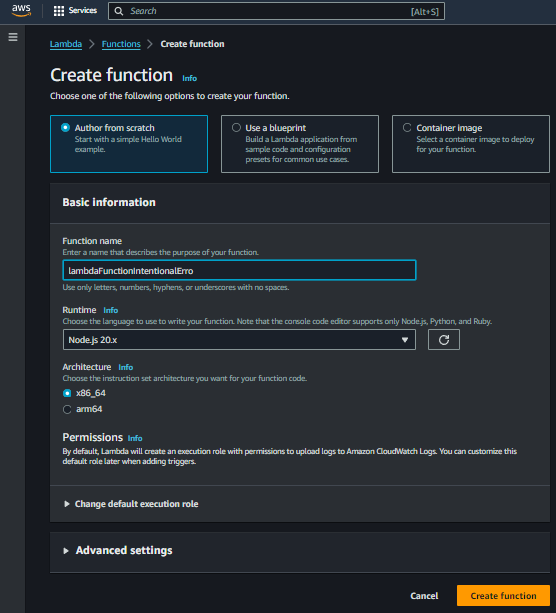 aws
Services
Search
[Alt+S]
Lambda > Functions > Create function
Create function Info
Choose one of the following options to create your function.
Author from scratch
Start with a simple Hello World
example.
Use a blueprint
Build a Lambda application from
sample code and configuration
presets for common use cases.
Container image
Select a container image to deploy
for your function.
Basic information
Function name
Enter a name that describes the purpose of your function.
lambdaFunctionIntentionalErro
Use only letters, numbers, hyphens, or underscores with no spaces.
Runtime Info
Choose the language to use to write your function. Note that the console code editor supports only Node.js, Python, and Ruby.
Node.js 20.x
Architecture Info
Choose the instruction set architecture you want for your function code.
x86_64
arm64
Permissions Info
By default, Lambda will create an execution role with permissions to upload logs to Amazon CloudWatch Logs. You can customize this
default role later when adding triggers.
Change default execution role
Advanced settings
Cancel
Create function